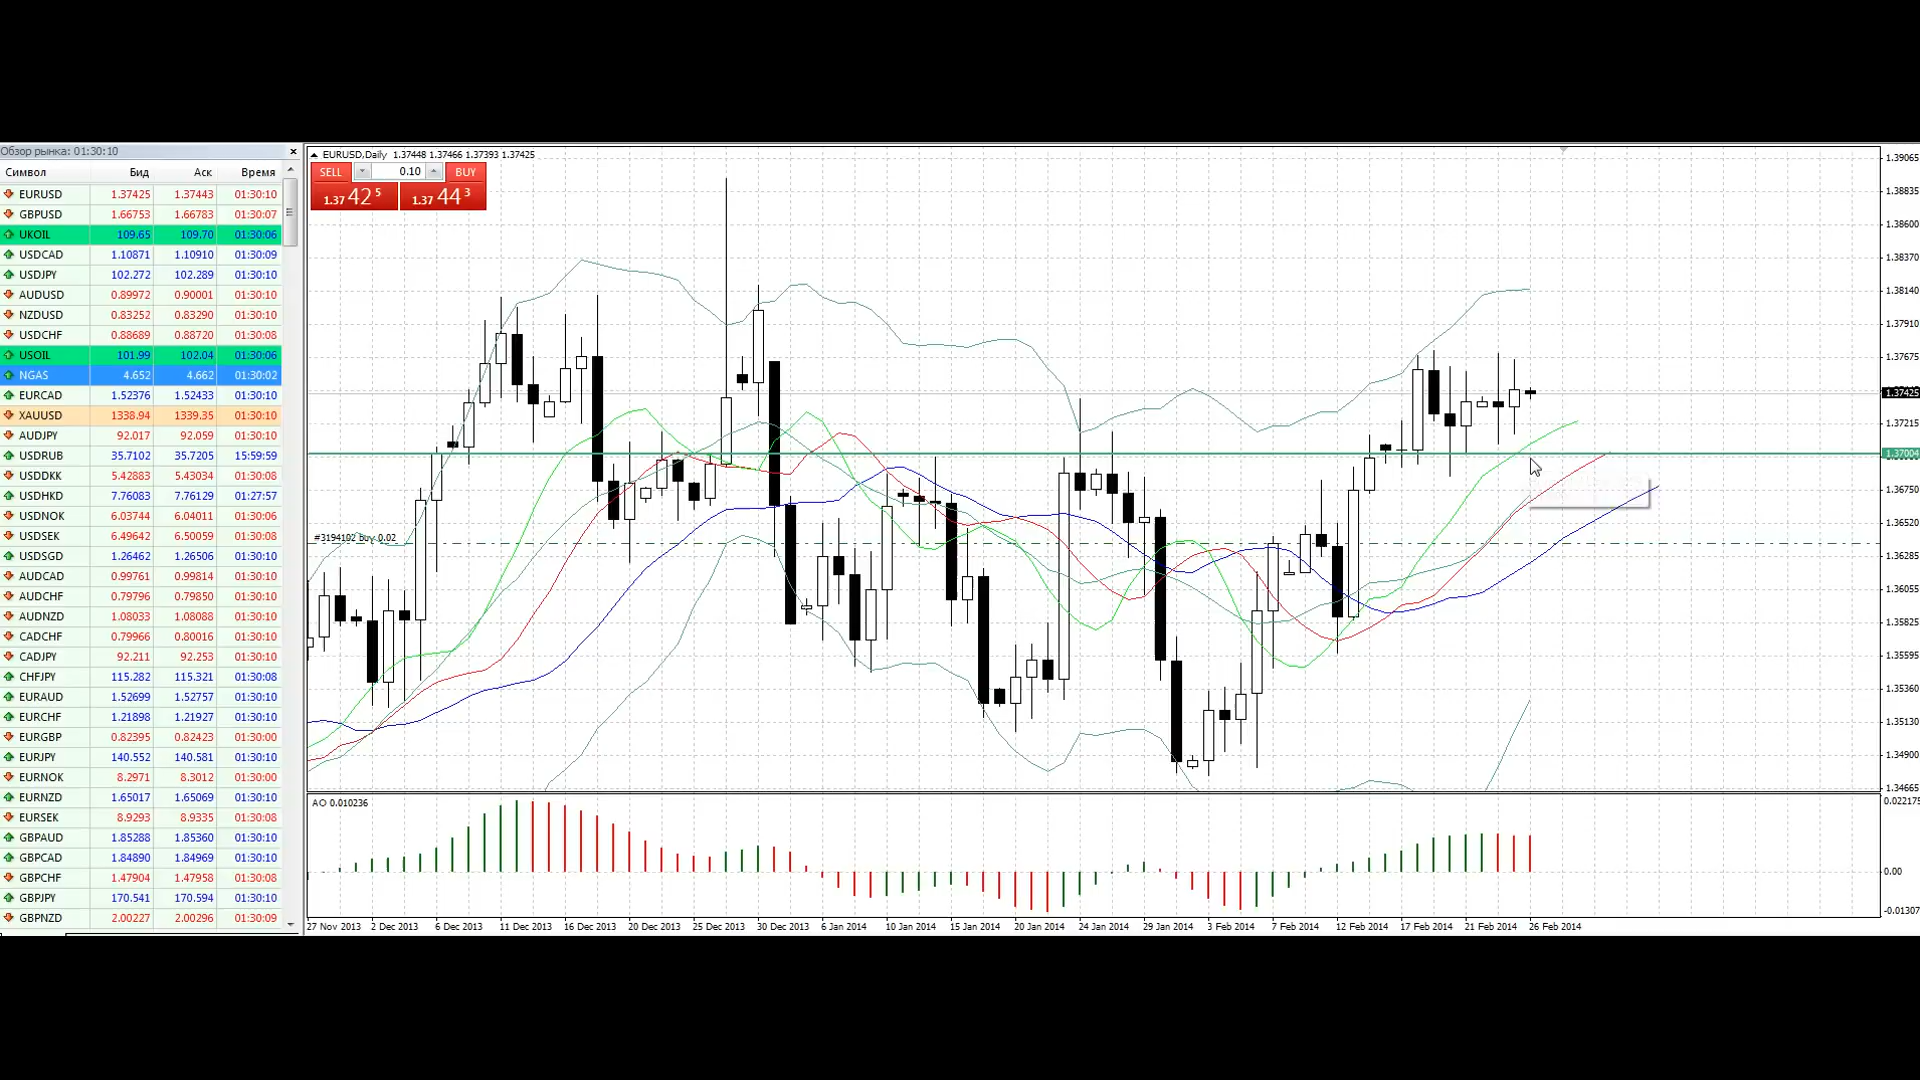 Обзор рынка: 01:30:10
Символ Бид Аск Время
EURUSD 1.37425 1.37443 01:30:10
GBPUSD 1.66753 1.66783 01:30:07
UKOIL 109.65 109.70 01:30:06
USDCAD 1.10871 1.10910 01:30:09
USDJPY 102.272 102.289 01:30:10
AUDUSD 0.89972 0.90001 01:30:10
NZDUSD 0.83252 0.83290 01:30:10
USDCHF 0.88689 0.88720 01:30:08
USOIL 101.99 102.04 01:30:06
NGAS 4.652 4.662 01:30:02
EURCAD 1.52376 1.52433 01:30:10
XAUUSD 1338.94 1339.35 01:30:10
AUDJPY 92.017 92.059 01:30:10
USDRUB 35.7102 35.7205 15:59:59
USDDKK 5.42883 5.43034 01:30:08
USDHKD 7.76083 7.76129 01:27:57
USDNOK 6.03744 6.04011 01:30:06
USDSEK 6.49642 6.50059 01:30:08
USDSGD 1.26462 1.26506 01:30:10
AUDCAD 0.99761 0.99814 01:30:10
AUDCHF 0.79796 0.79850 01:30:10
AUDNZD 1.08033 1.08088 01:30:10
CADCHF 0.79966 0.80016 01:30:10
CADJPY 92.211 92.253 01:30:10
CHFJPY 115.282 115.321 01:30:08
EURAUD 1.52699 1.52757 01:30:10
EURCHF 1.21898 1.21927 01:30:10
EURGBP 0.82395 0.82423 01:30:00
EURJPY 140.552 140.581 01:30:10
EURNOK 8.2971 8.3012 01:30:00
EURNZD 1.65017 1.65069 01:30:10
EURSEK 8.9293 8.9335 01:30:08
GBPAUD 1.85288 1.85360 01:30:10
GBPCAD 1.84890 1.84969 01:30:10
GBPCHF 1.47904 1.47958 01:30:08
GBPJPY 170.541 170.594 01:30:10
GBPNZD 2.00227 2.00296 01:30:09
EURUSD,Daily 1.37448 1.37466 1.37393 1.37425
SELL 0.10 BUY
1.37 42 5 1.37 44 3
#3194102 buy 0.02
1.39065
1.38835
1.38600
1.38370
1.38140
1.37910
1.37675
1.37425
1.37215
1.37004
1.36750
1.36520
1.36285
1.36055
1.35825
1.35595
1.35360
1.35130
1.34900
1.34665
AO 0.010236
0.022175
0.00
-0.01307
27 Nov 2013 2 Dec 2013 6 Dec 2013 11 Dec 2013 16 Dec 2013 20 Dec 2013 25 Dec 2013 30 Dec 2013 6 Jan 2014 10 Jan 2014 15 Jan 2014 20 Jan 2014 24 Jan 2014 29 Jan 2014 3 Feb 2014 7 Feb 2014 12 Feb 2014 17 Feb 2014 21 Feb 2014 26 Feb 2014